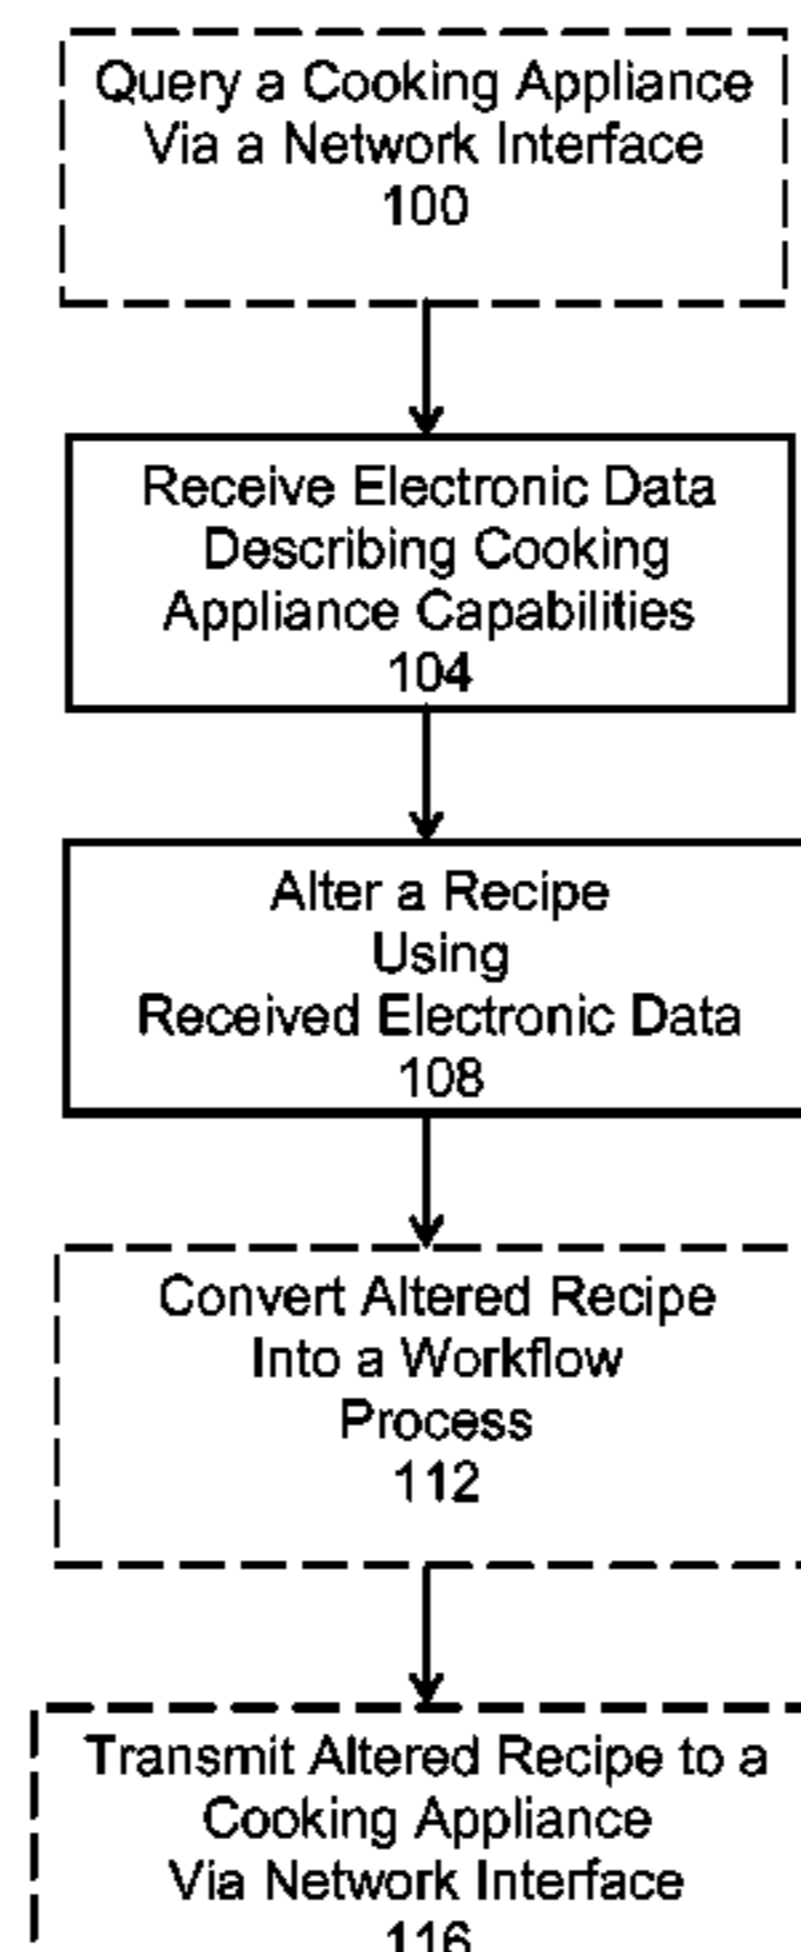 Query a Cooking Appliance
Via a Network Interface
100
Receive Electronic Data
Describing Cooking
Appliance Capabilities
104
Alter a Recipe
Using
Received Electronic Data
108
Convert Altered Recipe
Into a Workflow
Process
112
Transmit Altered Recipe to a
Cooking Appliance
Via Network Interface
116